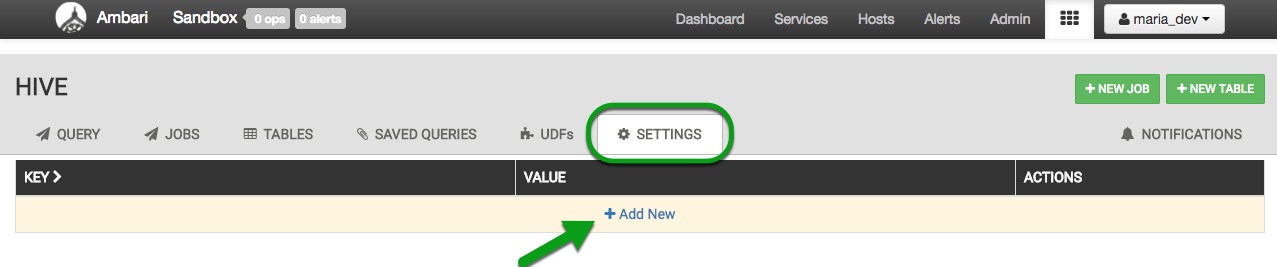 Ambari Sandbox 0 ops 0 alerts Dashboard Services Hosts Alerts Admin maria_dev
HIVE
+ NEW JOB + NEW TABLE
QUERY JOBS TABLES SAVED QUERIES UDFs SETTINGS NOTIFICATIONS
KEY VALUE ACTIONS
+ Add New